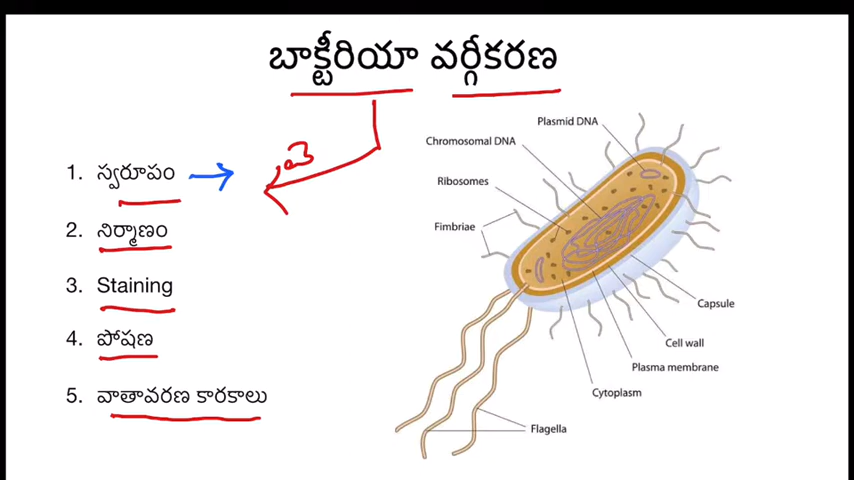 బాక్టీరియా వర్గీకరణ
1. స్వరూపం
2. నిర్మాణం
3. Staining
4. పోషణ
5. వాతావరణ కారకాలు
Plasmid DNA
Chromosomal DNA
Ribosomes
Fimbriae
Capsule
Cell wall
Plasma membrane
Cytoplasm
Flagella